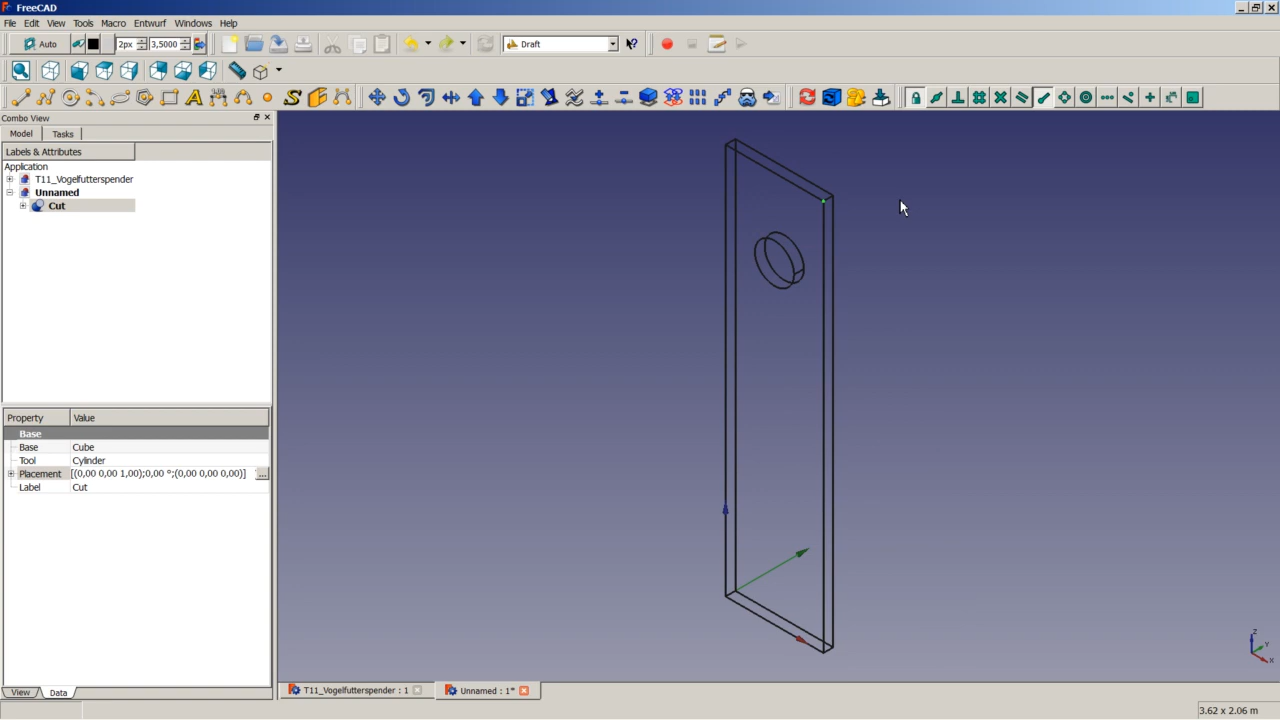 FreeCAD
File Edit View Tools Macro Entwurf Windows Help
Auto 2px 3,5000 Draft
Combo View
Model Tasks
Labels & Attributes
Application
T11_Vogelfutterspender
Unnamed
Cut
Property Value
Base
Base Cube
Tool Cylinder
Placement [(0,00 0,00 1,00);0,00 °;(0,00 0,00 0,00)] ...
Label Cut
View Data
T11_Vogelfutterspender : 1 Unnamed : 1*
Z
Y
X
3.62 x 2.06 m